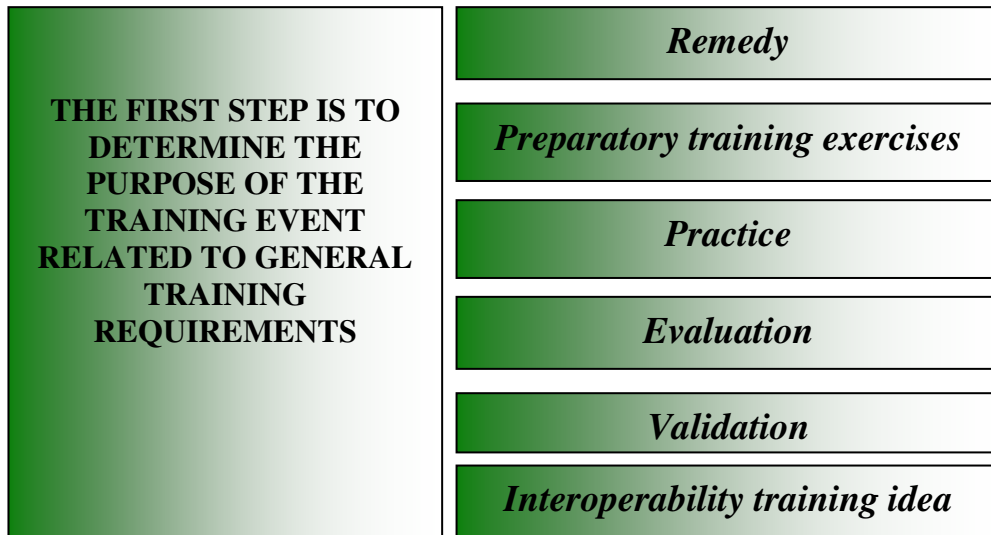 THE FIRST STEP IS TO
DETERMINE THE
PURPOSE OF THE
TRAINING EVENT
RELATED TO GENERAL
TRAINING
REQUIREMENTS
Remedy
Preparatory training exercises
Practice
Evaluation
Validation
Interoperability training idea